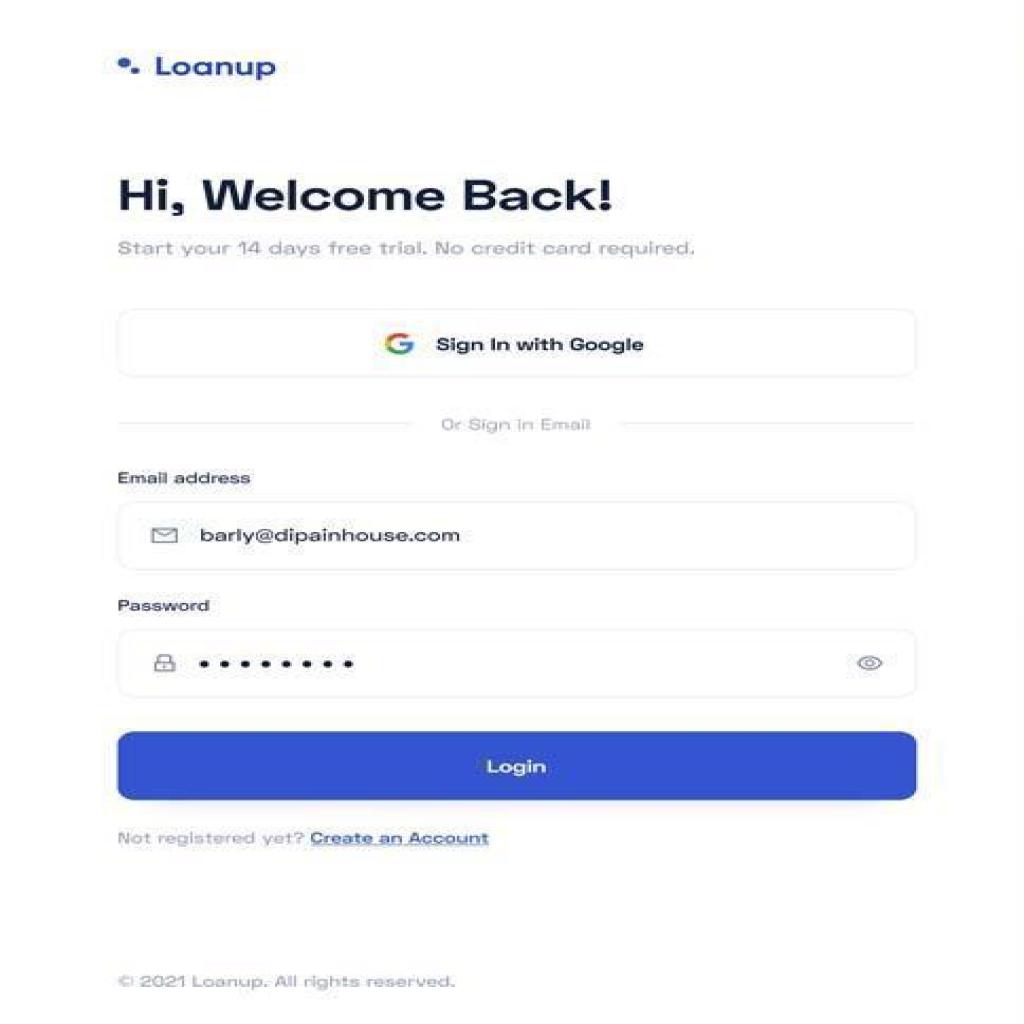 Loanup
Hi, Welcome Back!
Start your 14 days free trial. No credit card required.
Sign In with Google
Or Sign in Email
Email address
barly@dipainhouse.com
Password
Login
Not registered yet? Create an Account
© 2021 Loanup. All rights reserved.